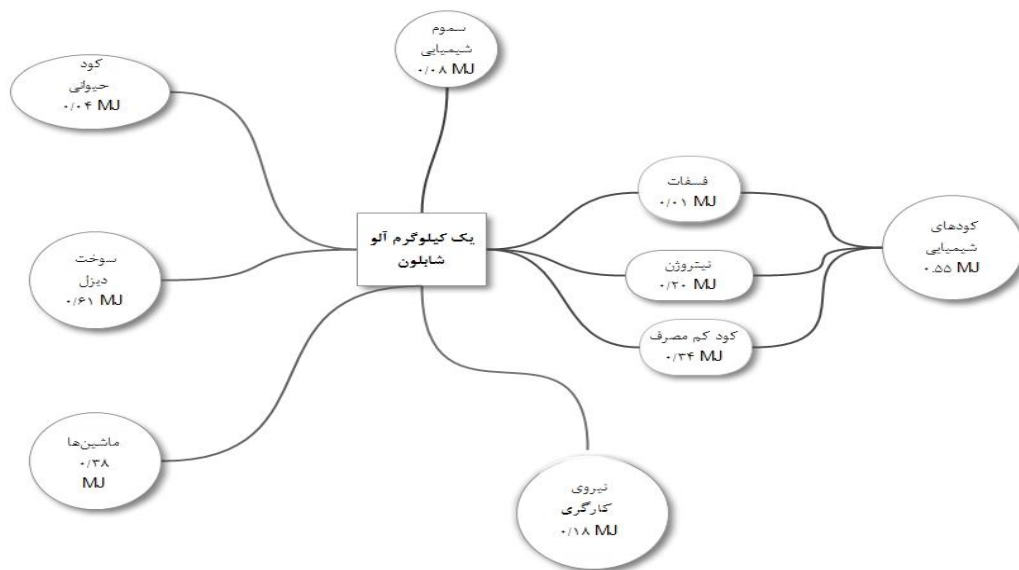 سموم
شیمیایی
۰/۰۸ MJ
کود
حیوانی
۰/۰۴ MJ
فسفات
۰/۰۱ MJ
کودهای
شیمیایی
۰.۵۵ MJ
یک کیلوگرم آلو
شابلون
سوخت
دیزل
۰/۶۱ MJ
نیتروژن
۰/۲۰ MJ
کود کم مصرف
۰/۳۴ MJ
ماشین‌ها
۰/۳۸
MJ
نیروی
کارگری
۰/۱۸ MJ